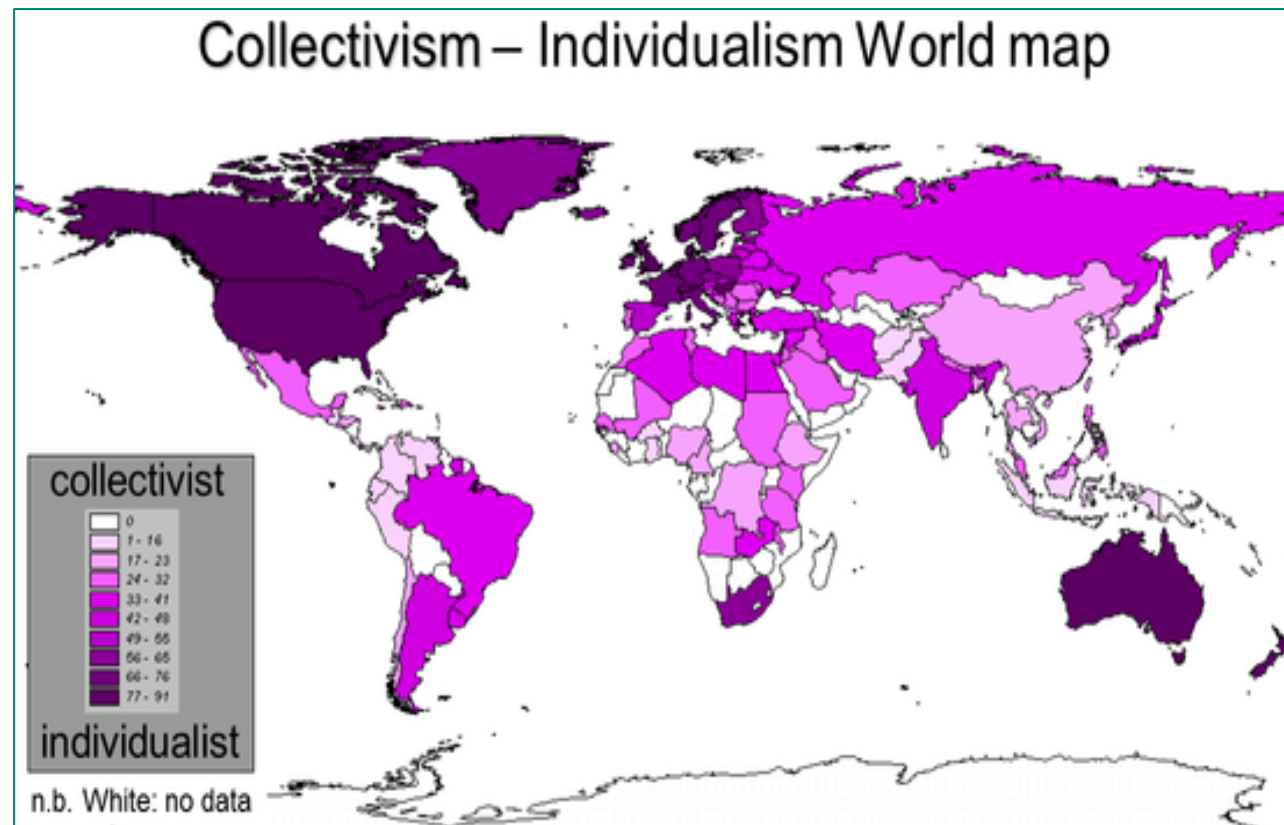 Collectivism – Individualism World map
collectivist
0
1 - 16
17 - 23
24 - 32
33 - 41
42 - 48
49 - 55
56 - 65
66 - 76
77 - 91
individualist
n.b. White: no data